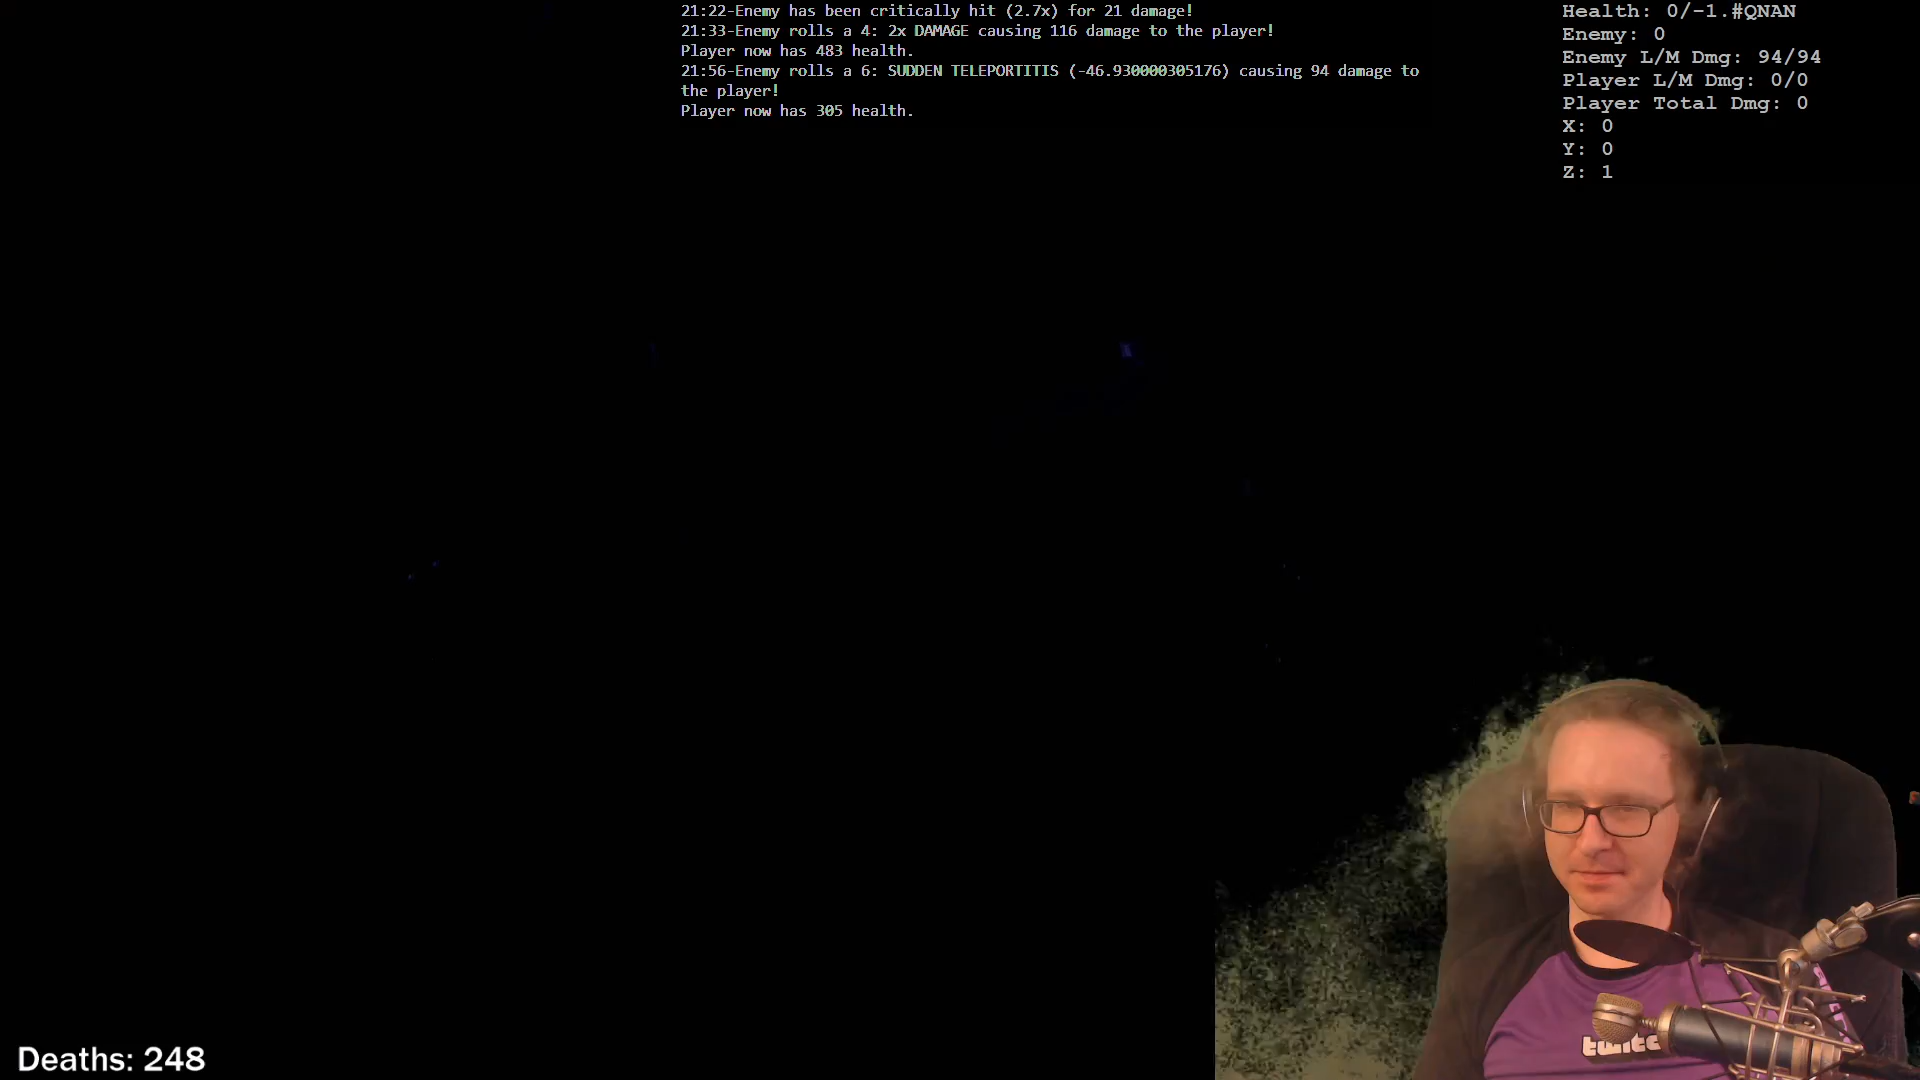 21:22-Enemy has been critically hit (2.7x) for 21 damage!
21:33-Enemy rolls a 4: 2x DAMAGE causing 116 damage to the player!
Player now has 483 health.
21:56-Enemy rolls a 6: SUDDEN TELEPORTITIS (-46.930000305176) causing 94 damage to
the player!
Player now has 305 health.
Health: 0/-1.#QNAN
Enemy: 0
Enemy L/M Dmg: 94/94
Player L/M Dmg: 0/0
Player Total Dmg: 0
X: 0
Y: 0
Z: 1
twitc
Deaths: 248